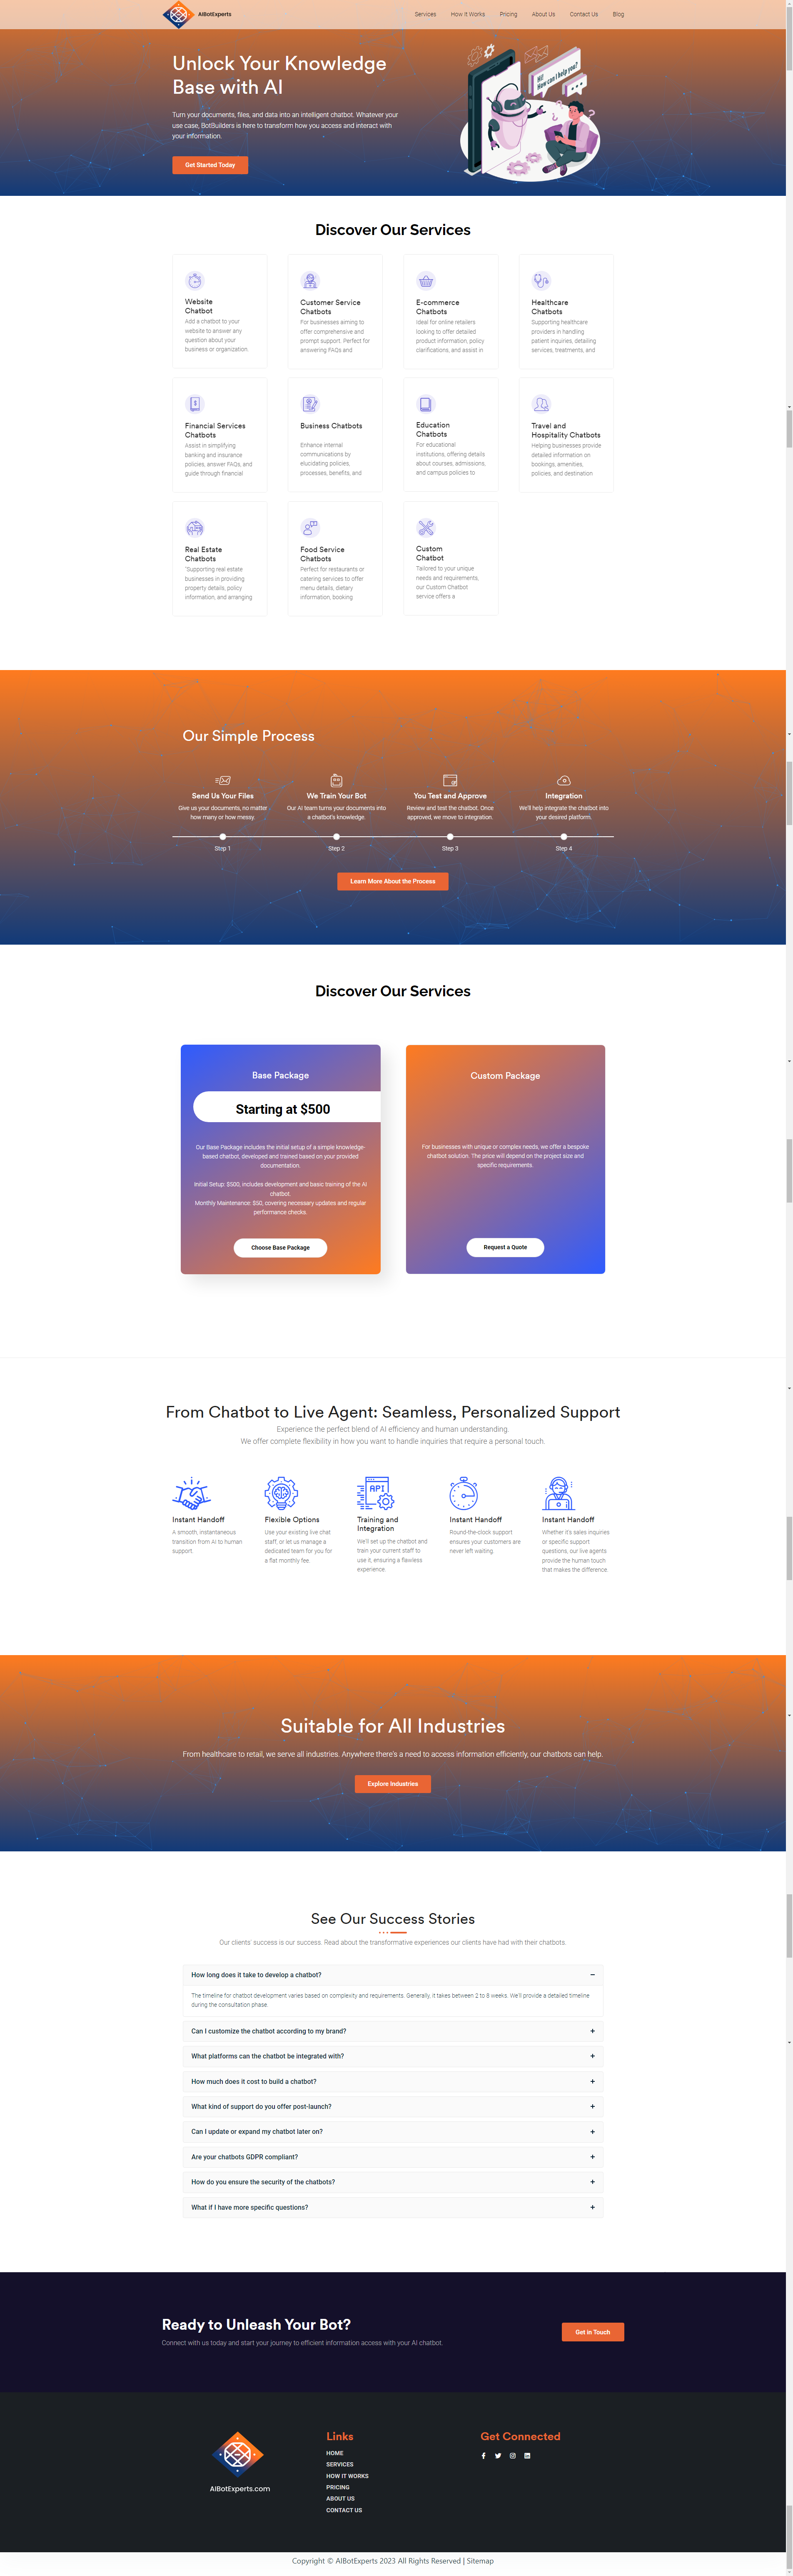 AIBotExperts
Services How It Works Pricing About Us Contact Us Blog
Unlock Your Knowledge
Base with AI
Turn your documents, files, and data into an intelligent chatbot. Whatever your
use case, BotBuilders is here to transform how you access and interact with
your information.
Get Started Today
Hi!
How can I help you?
Discover Our Services
Website
Chatbot
Add a chatbot to your
website to answer any
question about your
business or organization.
Customer Service
Chatbots
For businesses aiming to
offer comprehensive and
prompt support. Perfect for
answering FAQs and
E-commerce
Chatbots
Ideal for online retailers
looking to offer detailed
product information, policy
clarifications, and assist in
Healthcare
Chatbots
Supporting healthcare
providers in handling
patient inquiries, detailing
services, treatments, and
Financial Services
Chatbots
Assist in simplifying
banking and insurance
policies, answer FAQs, and
guide through financial
Business Chatbots
Enhance internal
communications by
elucidating policies,
processes, benefits, and
Education
Chatbots
For educational
institutions, offering details
about courses, admissions,
and campus policies to
Travel and
Hospitality Chatbots
Helping businesses provide
detailed information on
bookings, amenities,
policies, and destination
Real Estate
Chatbots
"Supporting real estate
businesses in providing
property details, policy
information, and arranging
Food Service
Chatbots
Perfect for restaurants or
catering services to offer
menu details, dietary
information, booking
Custom
Chatbot
Tailored to your unique
needs and requirements,
our Custom Chatbot
service offers a
Our Simple Process
Send Us Your Files
Give us your documents, no matter
how many or how messy.
Step 1
We Train Your Bot
Our AI team turns your documents into
a chatbot's knowledge.
Step 2
You Test and Approve
Review and test the chatbot. Once
approved, we move to integration.
Step 3
Integration
We'll help integrate the chatbot into
your desired platform.
Step 4
Learn More About the Process
Discover Our Services
Base Package
Starting at $500
Our Base Package includes the initial setup of a simple knowledge-
based chatbot, developed and trained based on your provided
documentation.
Initial Setup: $500, includes development and basic training of the AI
chatbot.
Monthly Maintenance: $50, covering necessary updates and regular
performance checks.
Choose Base Package
Custom Package
For businesses with unique or complex needs, we offer a bespoke
chatbot solution. The price will depend on the project size and
specific requirements.
Request a Quote
From Chatbot to Live Agent: Seamless, Personalized Support
Experience the perfect blend of AI efficiency and human understanding.
We offer complete flexibility in how you want to handle inquiries that require a personal touch.
Instant Handoff
A smooth, instantaneous
transition from AI to human
support.
Flexible Options
Use your existing live chat
staff, or let us manage a
dedicated team for you for
a flat monthly fee.
API
Training and
Integration
We'll set up the chatbot and
train your current staff to
use it, ensuring a flawless
experience.
Instant Handoff
Round-the-clock support
ensures your customers are
never left waiting.
Instant Handoff
Whether it's sales inquiries
or specific support
questions, our live agents
provide the human touch
that makes the difference.
Suitable for All Industries
From healthcare to retail, we serve all industries. Anywhere there's a need to access information efficiently, our chatbots can help.
Explore Industries
See Our Success Stories
Our clients' success is our success. Read about the transformative experiences our clients have had with their chatbots.
How long does it take to develop a chatbot?
The timeline for chatbot development varies based on complexity and requirements. Generally, it takes between 2 to 8 weeks. We'll provide a detailed timeline
during the consultation phase.
Can I customize the chatbot according to my brand?
What platforms can the chatbot be integrated with?
How much does it cost to build a chatbot?
What kind of support do you offer post-launch?
Can I update or expand my chatbot later on?
Are your chatbots GDPR compliant?
How do you ensure the security of the chatbots?
What if I have more specific questions?
Ready to Unleash Your Bot?
Connect with us today and start your journey to efficient information access with your AI chatbot.
Get in Touch
AIBotExperts.com
Links
HOME
SERVICES
HOW IT WORKS
PRICING
ABOUT US
CONTACT US
Get Connected
Copyright © AIBotExperts 2023 All Rights Reserved | Sitemap